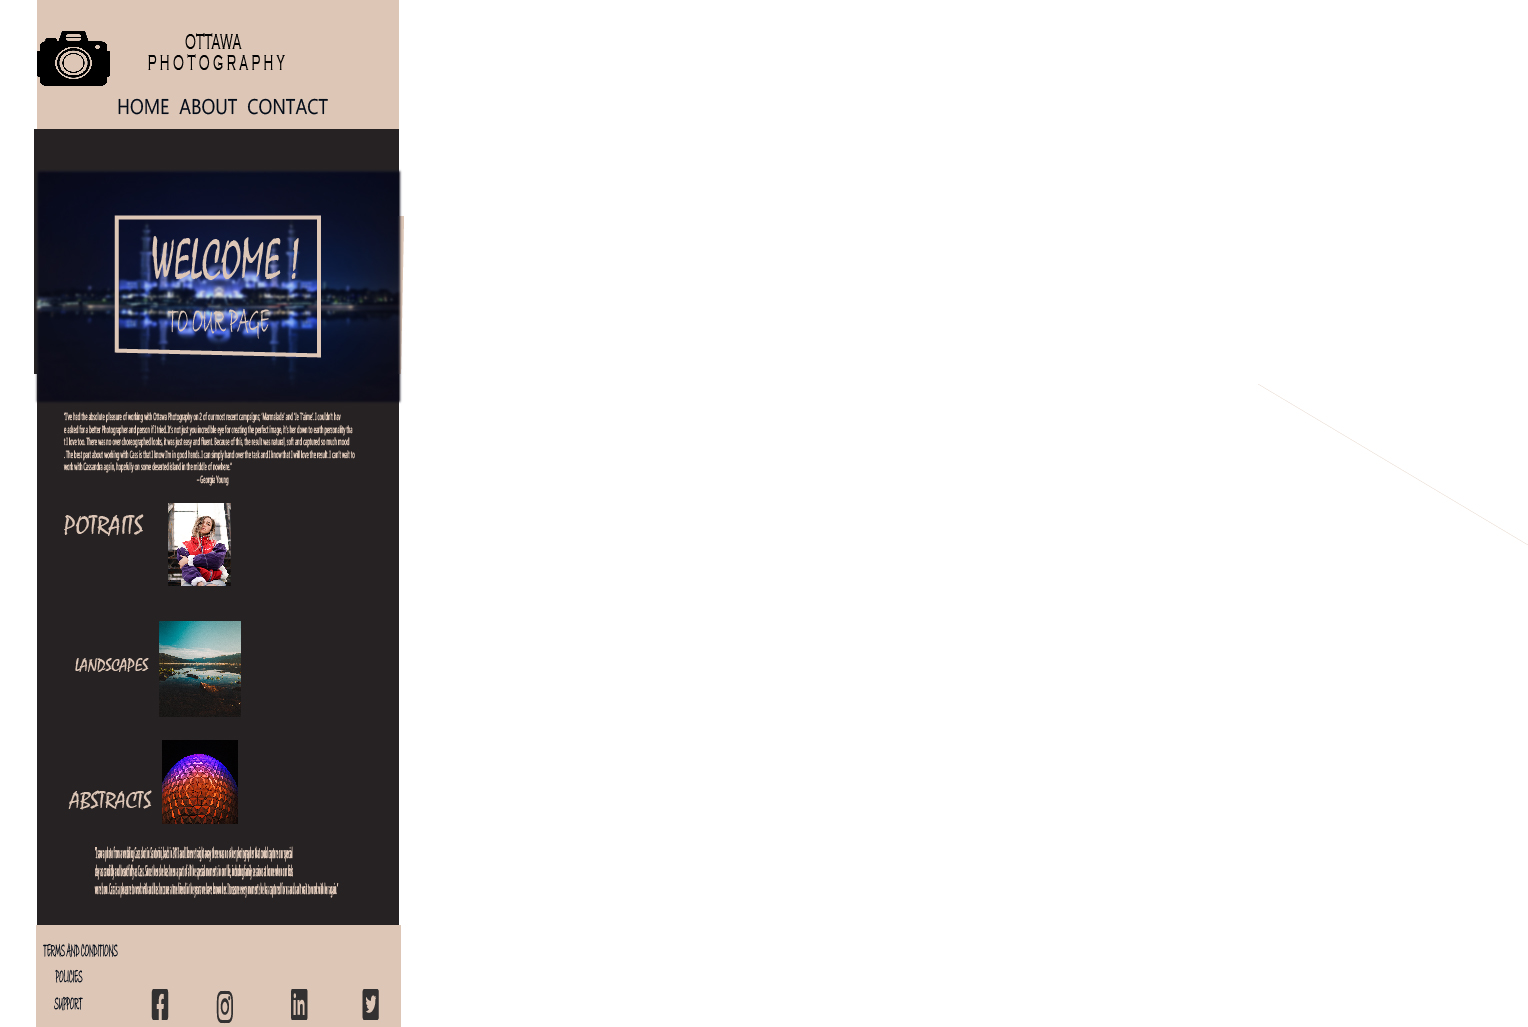 OTTAWA
PHOTOGRAPHY
HOME ABOUT CONTACT
WELCOME !
TO OUR PAGE
"I've had the absolute pleasure of working with Ottawa Photography on 2 of our most recent campaigns; 'Marmalade' and 'Je T'aime'. I couldn't hav
e asked for a better Photographer and person if I tried. It's not just you incredible eye for creating the perfect image, it's her down to earth personality tha
t I love too. There was no over choreographed looks, it was just easy and fluent. Because of this, the result was natural, soft and captured so much mood
. The best part about working with Cass is that I know I'm in good hands. I can simply hand over the task and I know that I will love the result. I can't wait to
work with Cassandra again, hopefully on some deserted island in the middle of nowhere."
~Georgia Young
POTRAITS
LANDSCAPES
ABSTRACTS
TERMS AND CONDITIONS
POLICIES
SUPPORT